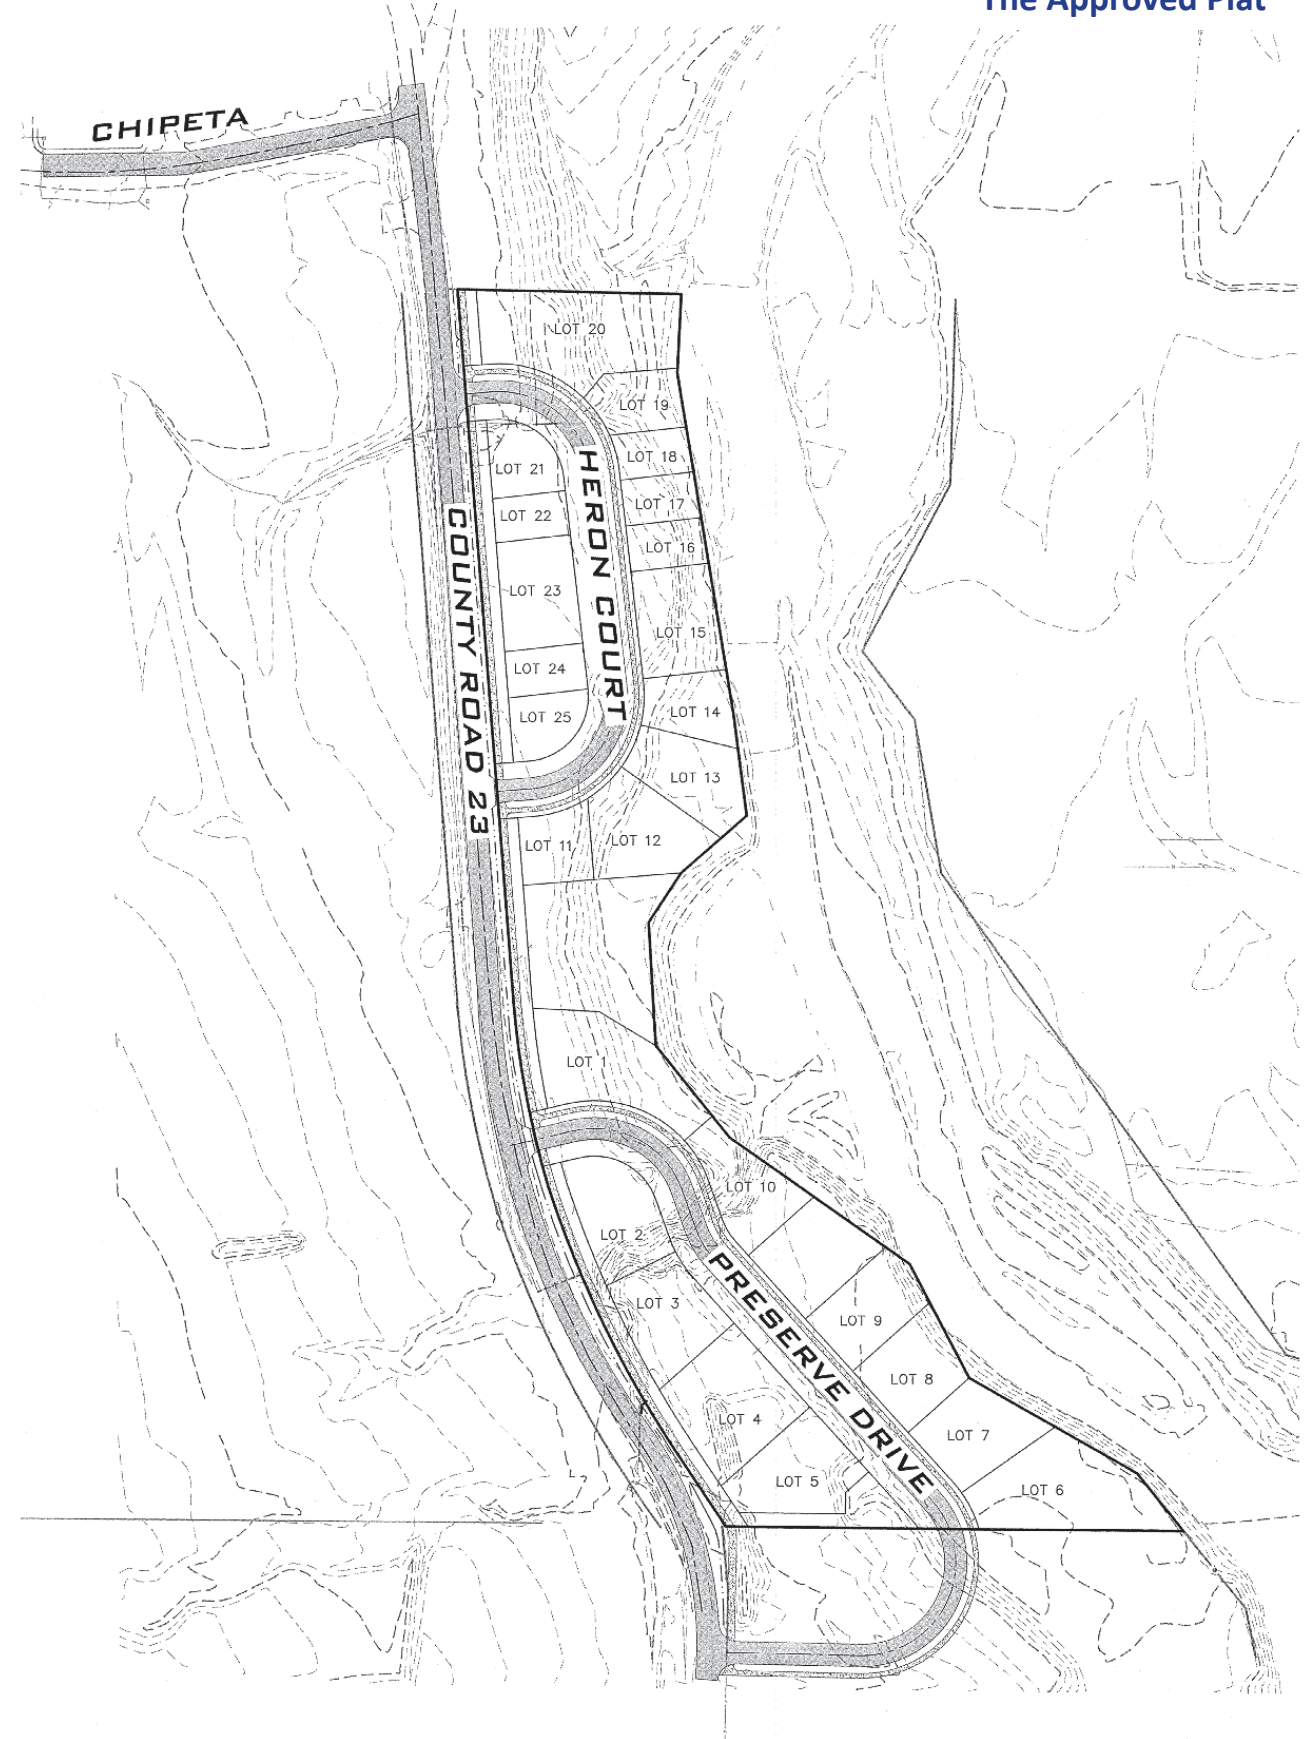 The Approved Plat
CHIPETA
LOT 20
LOT 19
LOT 18
LOT 21
LOT 17
LOT 22
LOT 16
HERON COURT
COUNTY ROAD 23
LOT 23
LOT 15
LOT 24
LOT 14
LOT 25
LOT 13
LOT 11
LOT 12
LOT 1
LOT 10
LOT 2
LOT 3
PRESERVE DRIVE
LOT 9
LOT 8
LOT 4
LOT 7
LOT 5
LOT 6